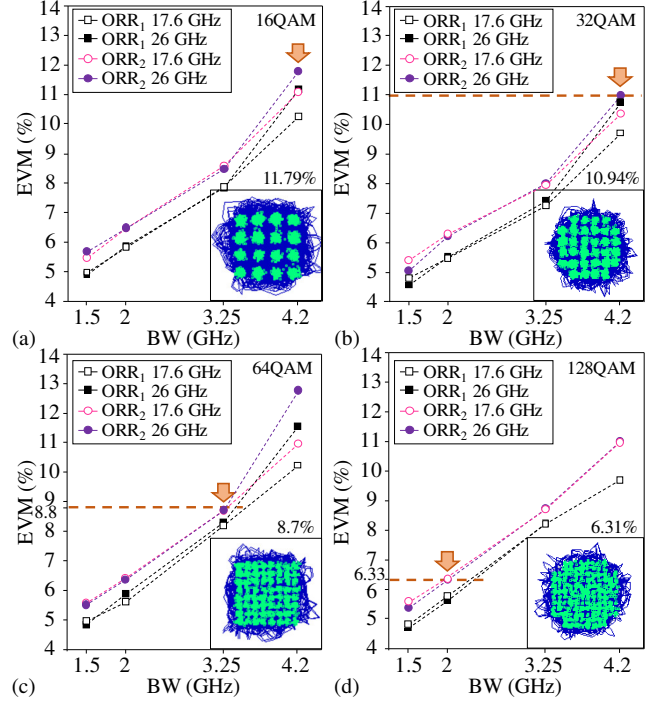 16QAM
ORR1 17.6 GHz
ORR1 26 GHz
ORR2 17.6 GHz
ORR2 26 GHz
14
13
12
11
10
9
8
7
6
5
4
EVM (%)
11.79%
1.5 2 3.25 4.2
BW (GHz)
(a)
32QAM
ORR1 17.6 GHz
ORR1 26 GHz
ORR2 17.6 GHz
ORR2 26 GHz
14
13
12
11
10
9
8
7
6
5
4
EVM (%)
10.94%
1.5 2 3.25 4.2
BW (GHz)
(b)
64QAM
ORR1 17.6 GHz
ORR1 26 GHz
ORR2 17.6 GHz
ORR2 26 GHz
14
13
12
11
10
9
8.8
8
7
6
5
4
EVM (%)
8.7%
1.5 2 3.25 4.2
BW (GHz)
(c)
128QAM
ORR1 17.6 GHz
ORR1 26 GHz
ORR2 17.6 GHz
ORR2 26 GHz
14
13
12
11
10
9
8
7
6.33
6
5
4
EVM (%)
6.31%
1.5 2 3.25 4.2
BW (GHz)
(d)